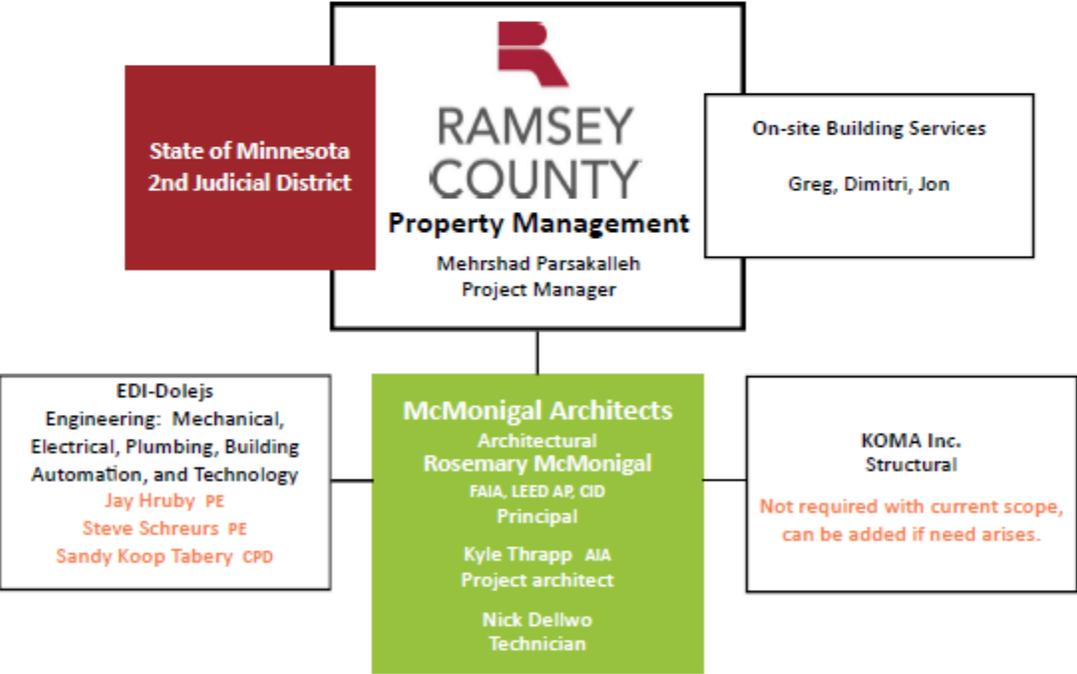 State of Minnesota
2nd Judicial District
RAMSEY
COUNTY
Property Management
Mehrshad Parsakalleh
Project Manager
On-site Building Services
Greg, Dimitri, Jon
EDI-Dolejs
Engineering: Mechanical,
Electrical, Plumbing, Building
Automation, and Technology
Jay Hruby PE
Steve Schreurs PE
Sandy Koop Tabery CPD
McMonigal Architects
Architectural
Rosemary McMonigal
FAIA, LEED AP, CID
Principal
Kyle Thrapp AIA
Project architect
Nick Dellwo
Technician
KOMA Inc.
Structural
Not required with current scope,
can be added if need arises.